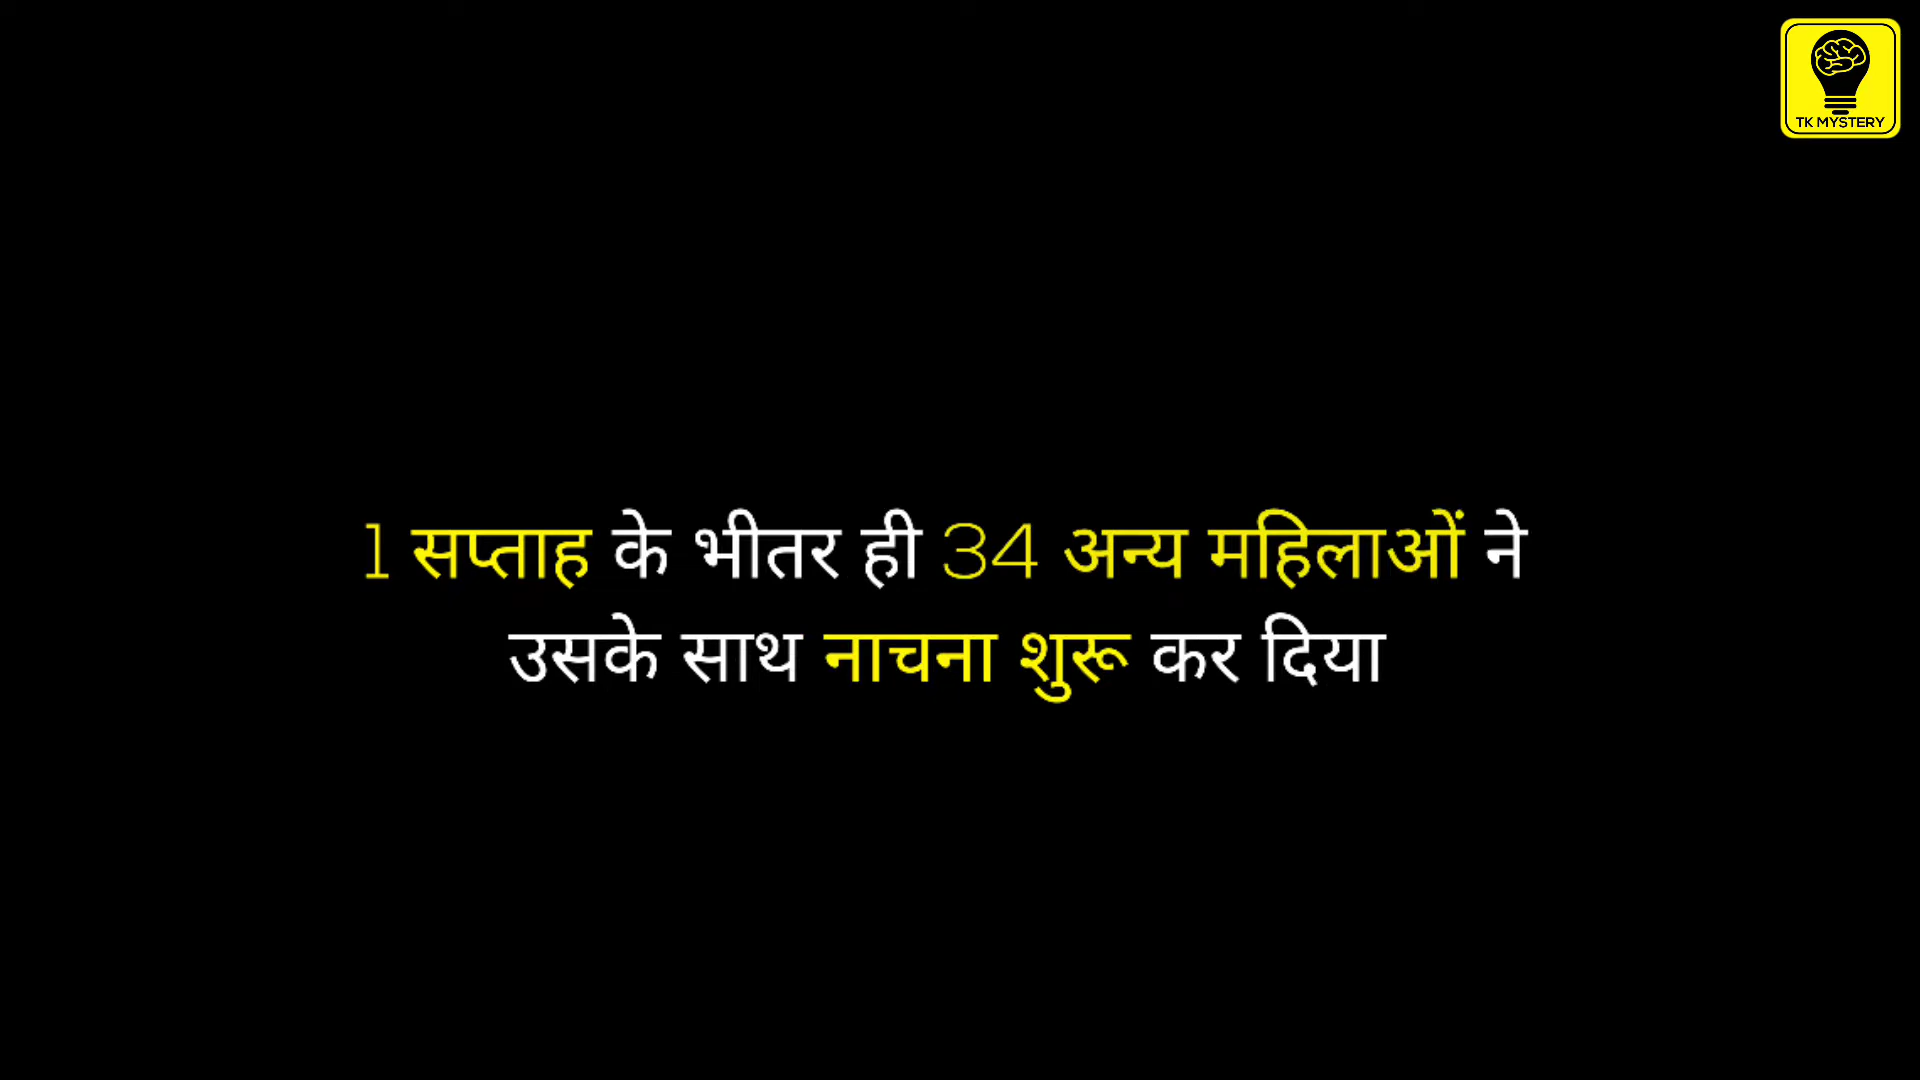 TK MYSTERY
1 सप्ताह के भीतर ही 34 अन्य महिलाओं ने
उसके साथ नाचना शुरू कर दिया